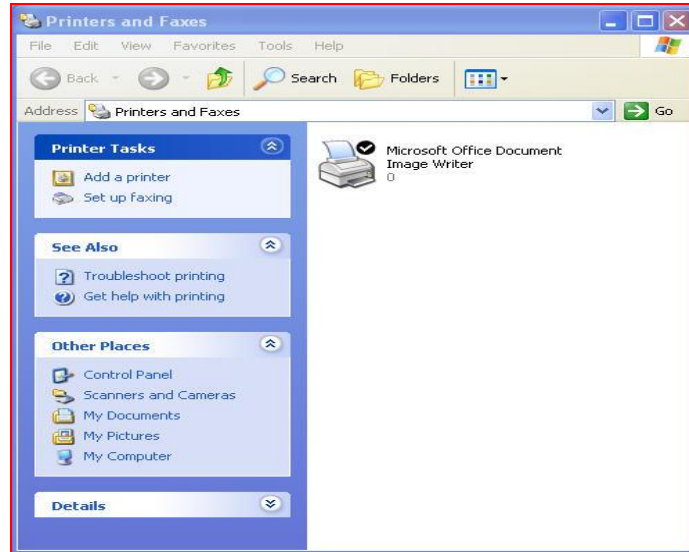 Printers and Faxes
File Edit View Favorites Tools Help
Back Search Folders
Address Printers and Faxes Go
Printer Tasks
Add a printer
Set up faxing
See Also
Troubleshoot printing
Get help with printing
Other Places
Control Panel
Scanners and Cameras
My Documents
My Pictures
My Computer
Details
Microsoft Office Document
Image Writer
0